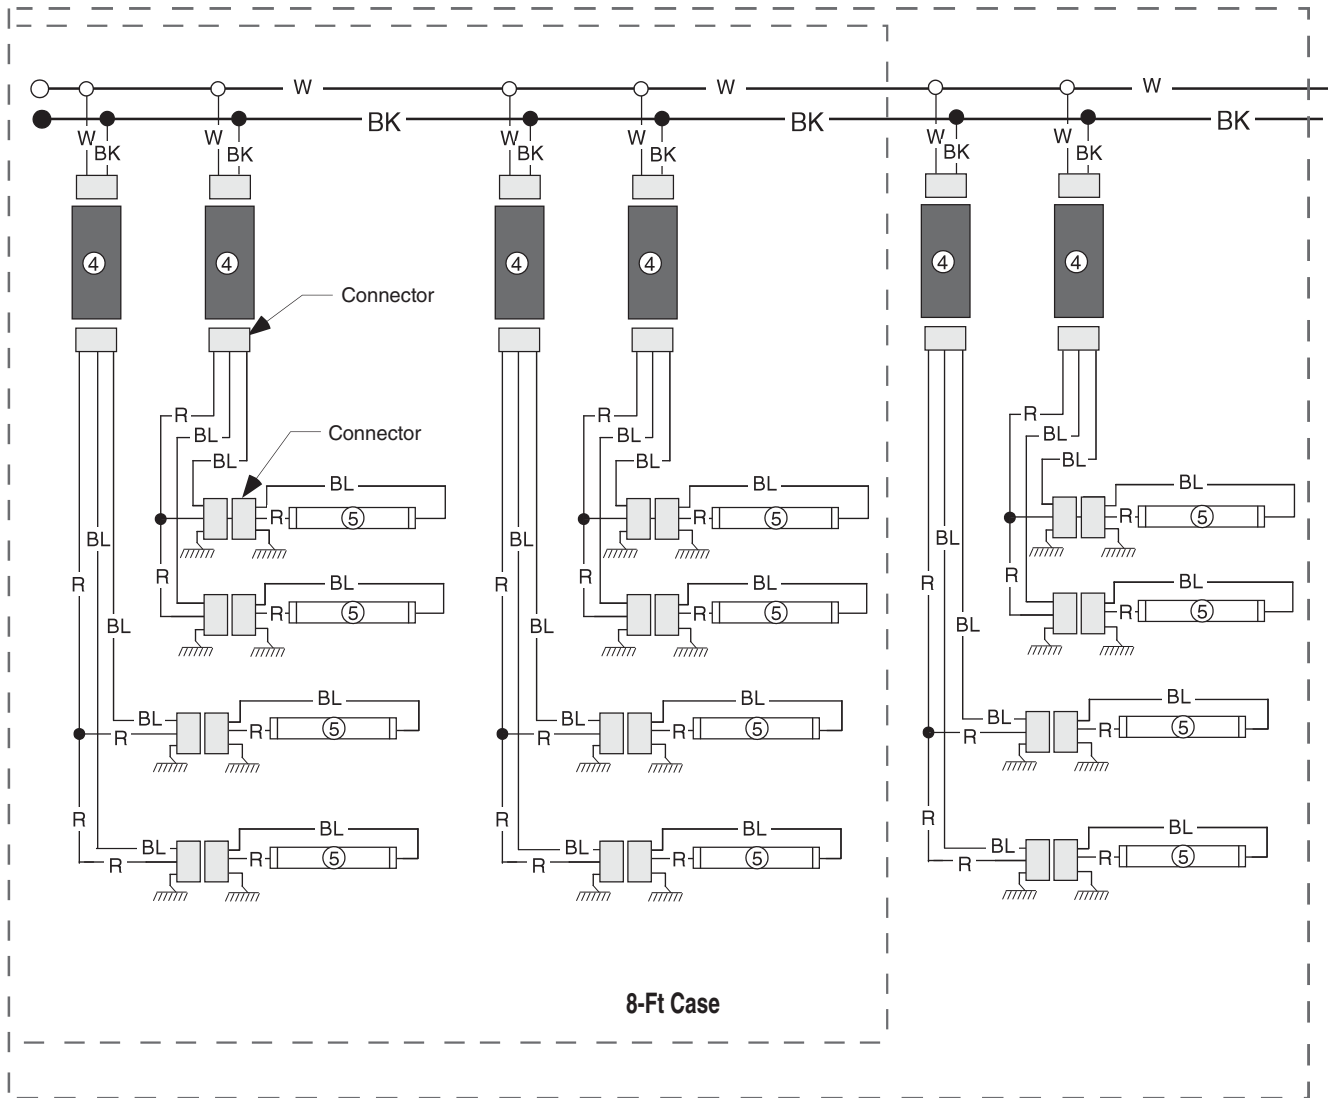 W W W
BK BK BK
W BK W BK W BK W BK W BK W BK
4 4 4 4 4 4
Connector
R R R
BL Connector BL BL
BL BL BL
BL BL BL
R 5 R 5 R 5
BL BL BL
R R BL R R BL R R BL
R 5 R 5 R 5
BL BL BL
BL BL BL
BL BL BL
R R 5 R R 5 R R 5
R BL R BL R BL
BL R 5 BL R 5 BL R 5
R R R
8-Ft Case